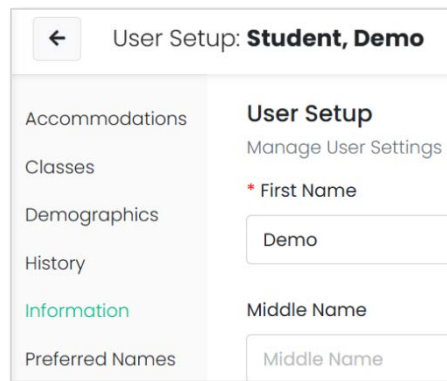 User Setup: Student, Demo
Accommodations
Classes
Demographics
History
Information
Preferred Names
User Setup
Manage User Settings
* First Name
Demo
Middle Name
Middle Name